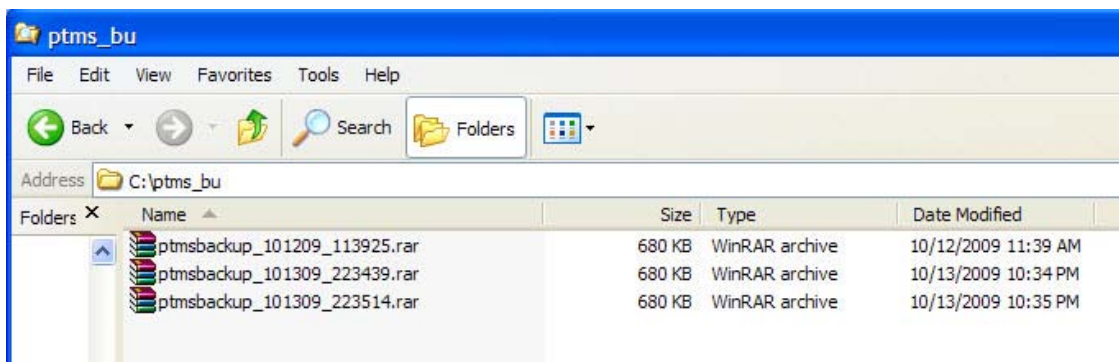 ptms_bu
File Edit View Favorites Tools Help
Back Search Folders
Address C:\ptms_bu
Folders X Name Size Type Date Modified
ptmsbackup_101209_113925.rar 680 KB WinRAR archive 10/12/2009 11:39 AM
ptmsbackup_101309_223439.rar 680 KB WinRAR archive 10/13/2009 10:34 PM
ptmsbackup_101309_223514.rar 680 KB WinRAR archive 10/13/2009 10:35 PM